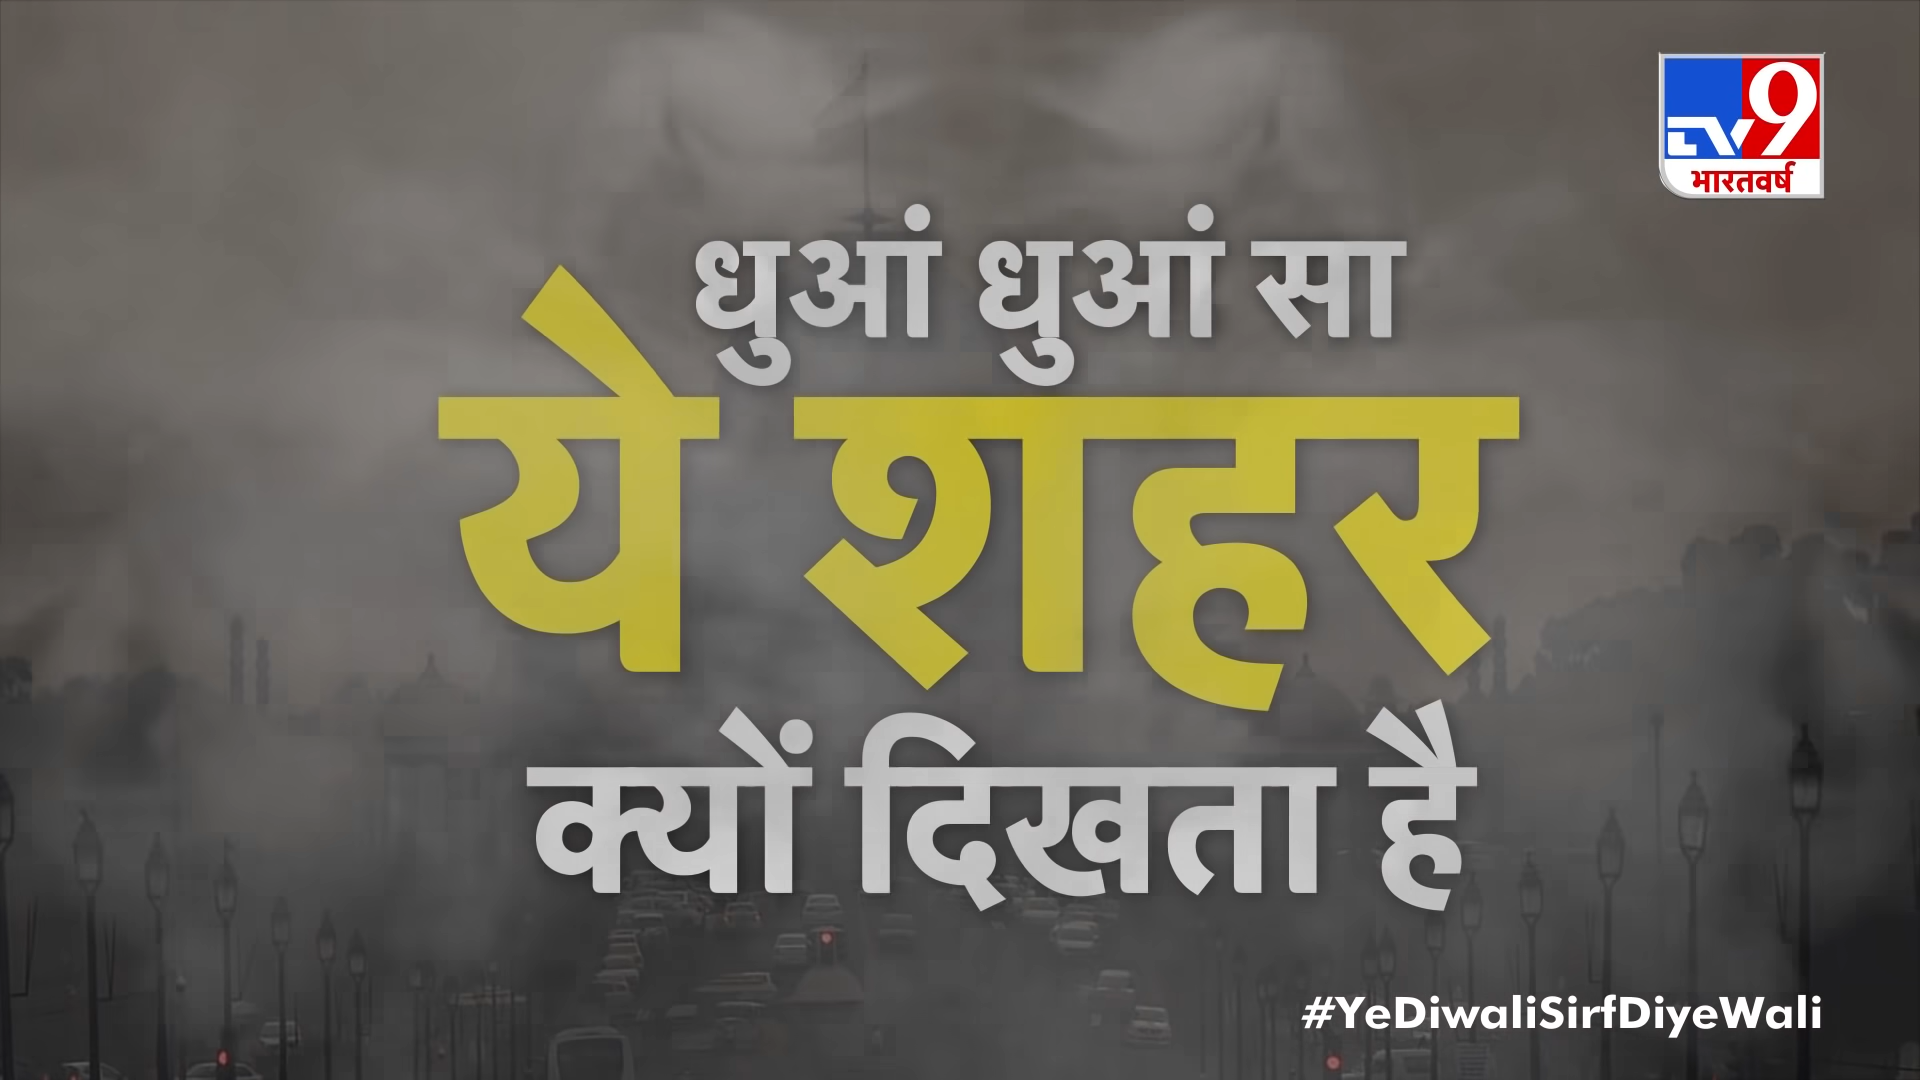 TV9
भारतवर्ष
धुआं धुआं सा
ये शहर
क्यों दिखता है
#YeDiwaliSirfDiyeWali